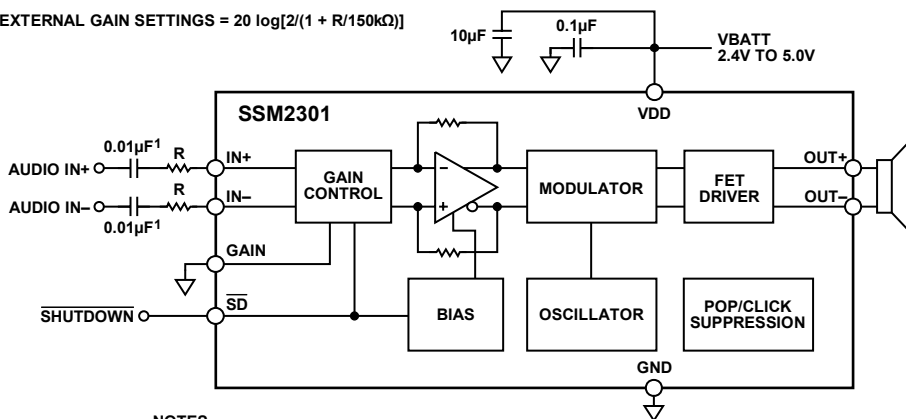 EXTERNAL GAIN SETTINGS = 20 log[2/(1 + R/150kΩ)]
10µF
0.1µF
VBATT
2.4V TO 5.0V
VDD
SSM2301
0.01µF1
R
AUDIO IN+
IN+
OUT+
GAIN
CONTROL
MODULATOR
FET
DRIVER
R
AUDIO IN–
IN–
OUT–
0.01µF1
GAIN
SHUTDOWN
SD
BIAS
OSCILLATOR
POP/CLICK
SUPPRESSION
GND